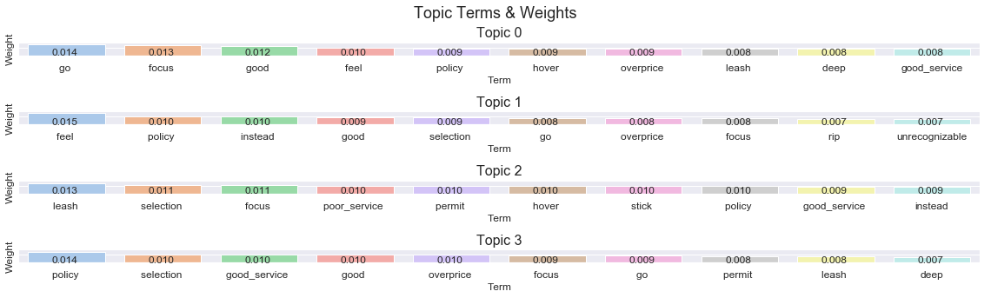 Topic Terms & Weights
Topic 0
Weight
0.014 0.013 0.012 0.010 0.009 0.009 0.009 0.008 0.008 0.008
go focus good feel policy hover overprice leash deep good_service
Term
Topic 1
Weight
0.015 0.010 0.010 0.009 0.009 0.008 0.008 0.008 0.007 0.007
feel policy instead good selection go overprice focus rip unrecognizable
Term
Topic 2
Weight
0.013 0.011 0.011 0.010 0.010 0.010 0.010 0.010 0.009 0.009
leash selection focus poor_service permit hover stick policy good_service instead
Term
Topic 3
Weight
0.014 0.010 0.010 0.010 0.010 0.009 0.009 0.008 0.008 0.007
policy selection good_service good overprice focus go permit leash deep
Term